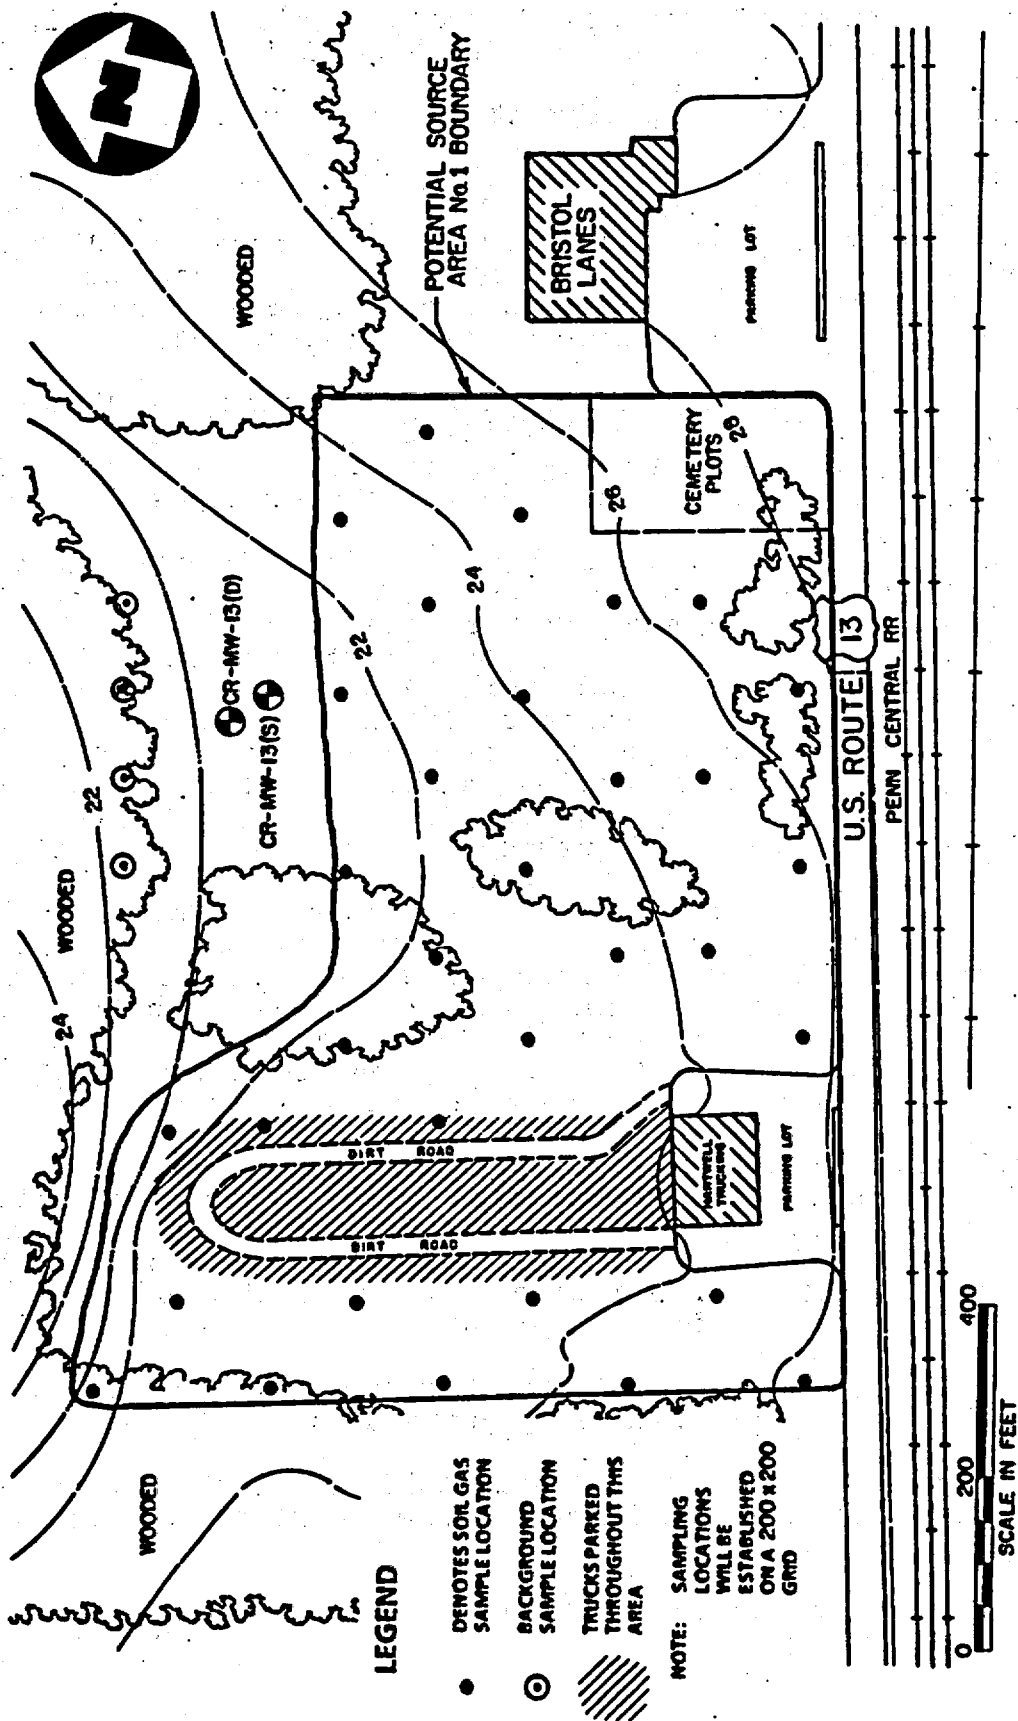 N
WOODED
POTENTIAL SOURCE
AREA No.1 BOUNDARY
BRISTOL
LANES
PARKING LOT
CEMETERY
PLOTS
28
26
24
22
CR-MW-13(D)
CR-MW-13(S)
22
WOODED
24
U.S. ROUTE 13
PENN CENTRAL RR
DIRT ROAD
DIRT ROAD
HARTWELL
TRUCKING
PARKING LOT
WOODED
LEGEND
DENOTES SOIL GAS
SAMPLE LOCATION
BACKGROUND
SAMPLE LOCATION
TRUCKS PARKED
THROUGHOUT THIS
AREA
NOTE: SAMPLING
LOCATIONS
WILL BE
ESTABLISHED
ON A 200 X 200
GRID
0 200 400
SCALE IN FEET